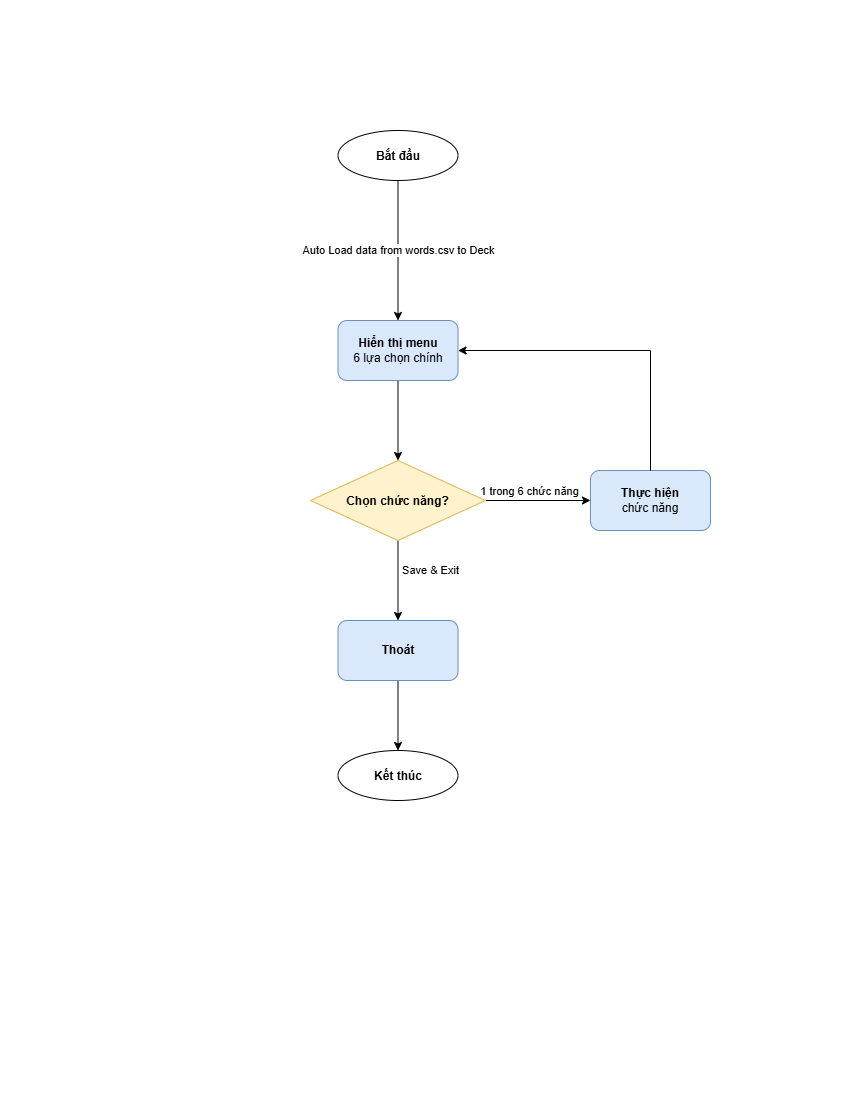 Bắt đầu
Auto Load data from words.csv to Deck
Hiển thị menu
6 lựa chọn chính
Chọn chức năng?
1 trong 6 chức năng
Thực hiện
chức năng
Save & Exit
Thoát
Kết thúc